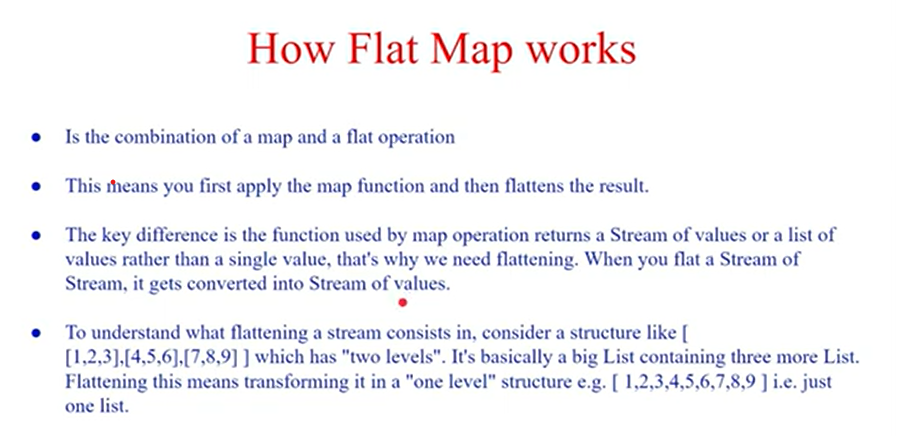 How Flat Map works
● Is the combination of a map and a flat operation
● This means you first apply the map function and then flattens the result.
● The key difference is the function used by map operation returns a Stream of values or a list of
values rather than a single value, that's why we need flattening. When you flat a Stream of
Stream, it gets converted into Stream of values.
● To understand what flattening a stream consists in, consider a structure like [
[1,2,3],[4,5,6],[7,8,9] ] which has "two levels". It's basically a big List containing three more List.
Flattening this means transforming it in a "one level" structure e.g. [ 1,2,3,4,5,6,7,8,9 ] i.e. just
one list.